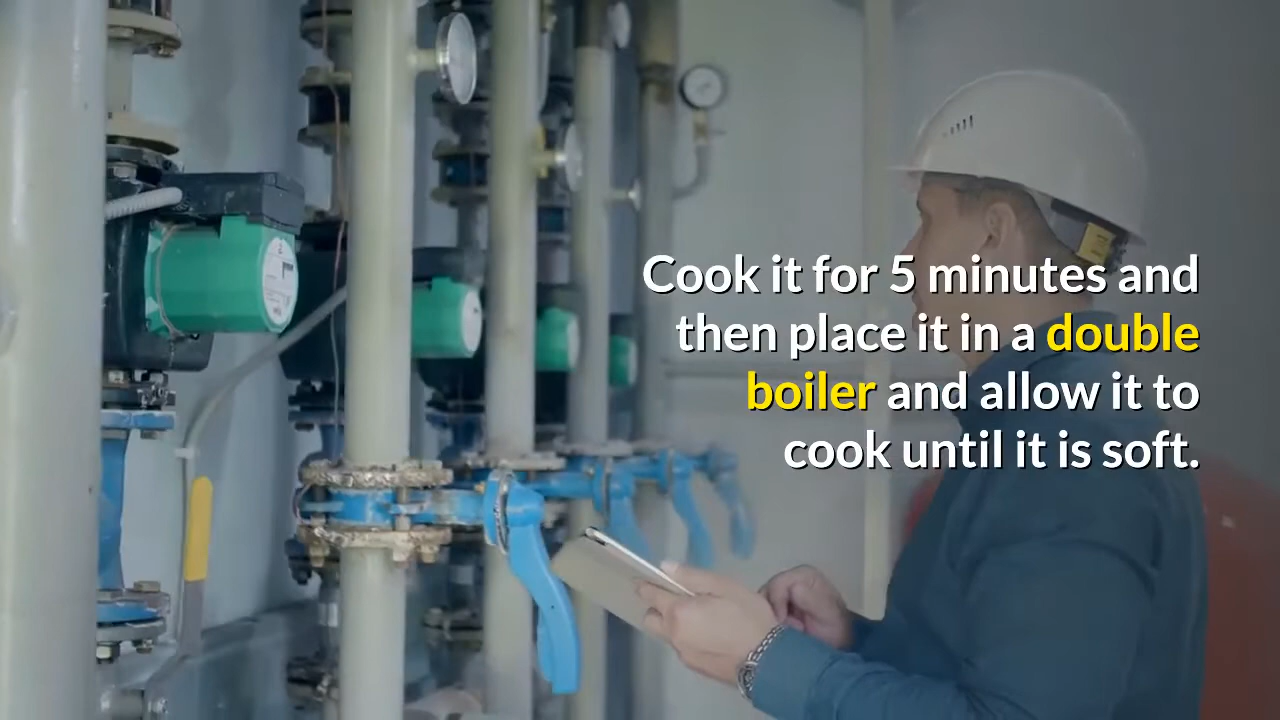 Cook it for 5 minutes and
then place it in a double
boiler and allow it to
cook until it is soft.